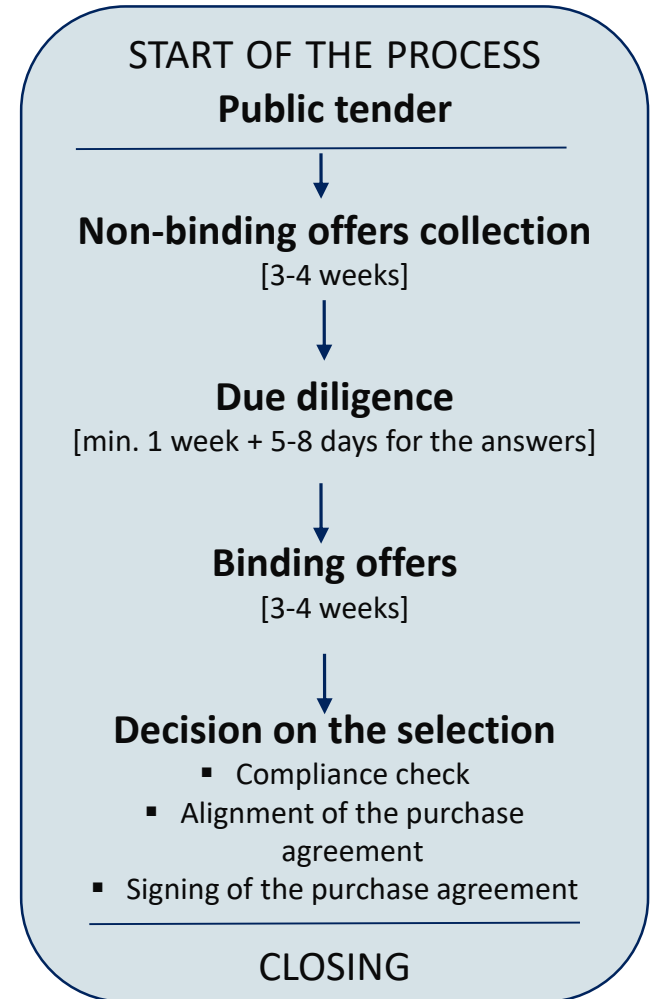 START OF THE PROCESS
Public tender
Non-binding offers collection
[3-4 weeks]
Due diligence
[min. 1 week + 5-8 days for the answers]
Binding offers
[3-4 weeks]
Decision on the selection
▪ Compliance check
▪ Alignment of the purchase
agreement
▪ Signing of the purchase agreement
CLOSING